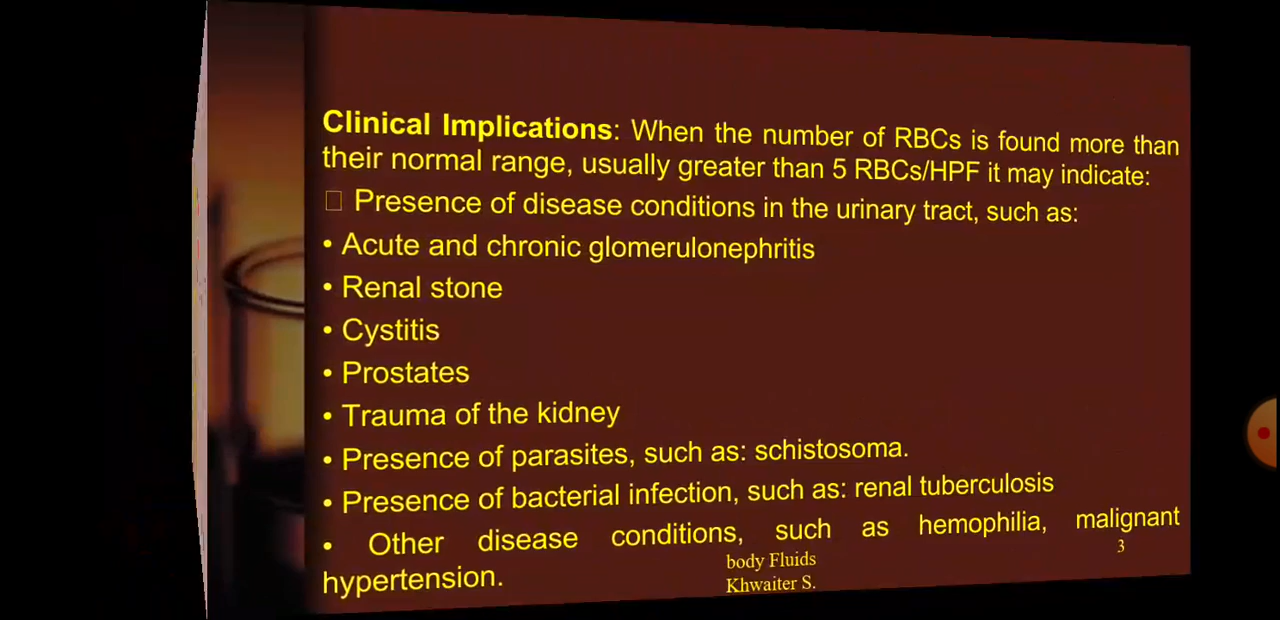 Clinical Implications: When the number of RBCs is found more than
their normal range, usually greater than 5 RBCs/HPF it may indicate:
Presence of disease conditions in the urinary tract, such as:
• Acute and chronic glomerulonephritis
• Renal stone
• Cystitis
• Prostates
• Trauma of the kidney
• Presence of parasites, such as: schistosoma.
• Presence of bacterial infection, such as: renal tuberculosis
• Other disease conditions, such as hemophilia, malignant
hypertension.
body Fluids
Khwaiter S.
3